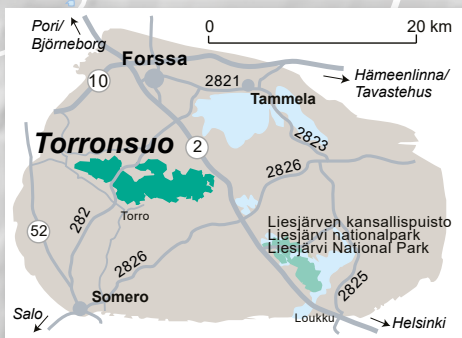 Pori/
Björneborg
0 20 km
Forssa
10
2821
Hämeenlinna/
Tavastehus
Tammela
Torronsuo
2
2823
2826
52
282
Torro
Liesjärven kansallispuisto
Liesjärvi nationalpark
Liesjärvi National Park
2826
2825
Somero
Salo
Loukku
Helsinki